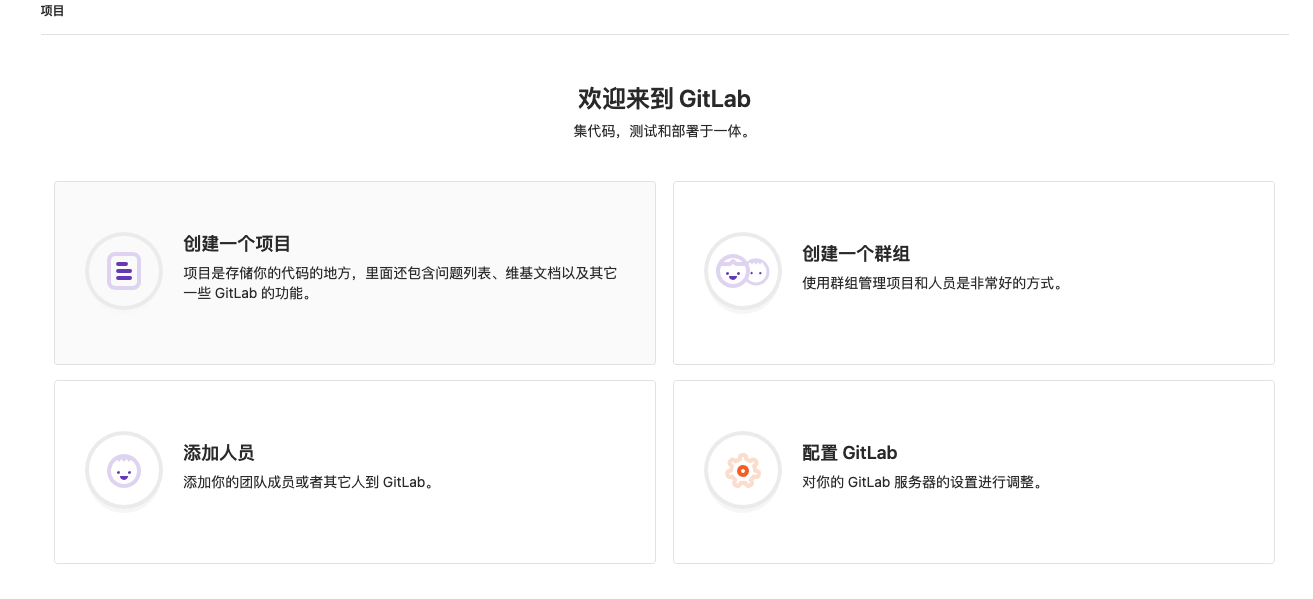 项目
欢迎来到 GitLab
集代码，测试和部署于一体。
创建一个项目
项目是存储你的代码的地方，里面还包含问题列表、维基文档以及其它
一些 GitLab 的功能。
创建一个群组
使用群组管理项目和人员是非常好的方式。
添加人员
添加你的团队成员或者其它人到 GitLab。
配置 GitLab
对你的 GitLab 服务器的设置进行调整。